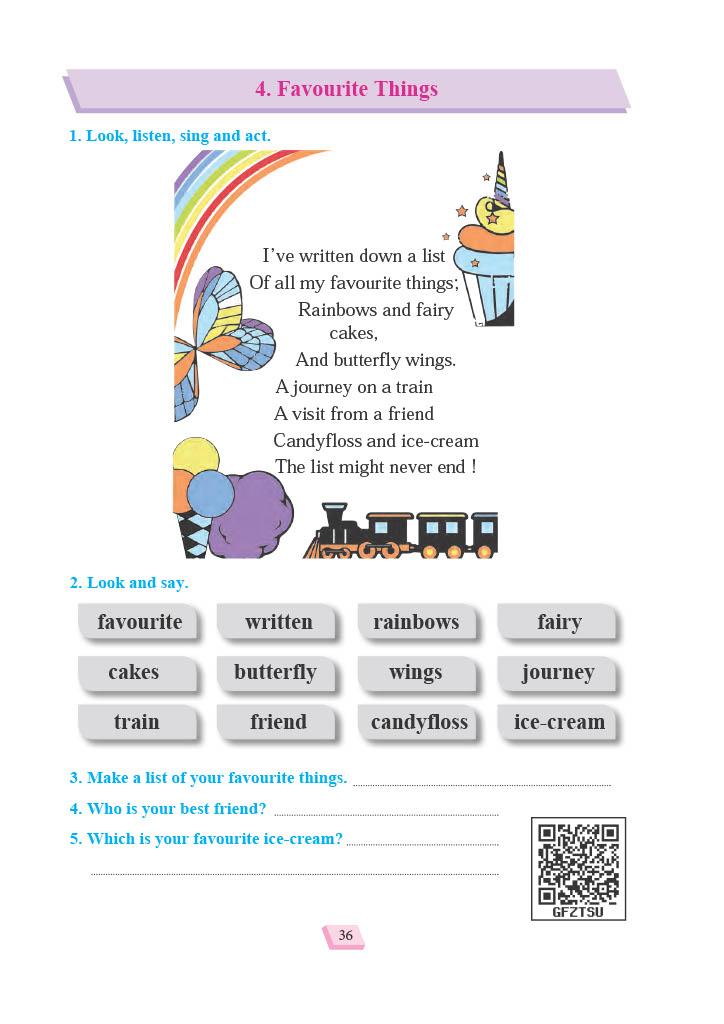 4. Favourite Things
1. Look, listen, sing and act.
I’ve written down a list
Of all my favourite things;
Rainbows and fairy
cakes,
And butterfly wings.
A journey on a train
A visit from a friend
Candyfloss and ice-cream
The list might never end !
2. Look and say.
favourite written rainbows fairy
cakes butterfly wings journey
train friend candyfloss ice-cream
3. Make a list of your favourite things.
4. Who is your best friend?
5. Which is your favourite ice-cream?
GFZTSU
36